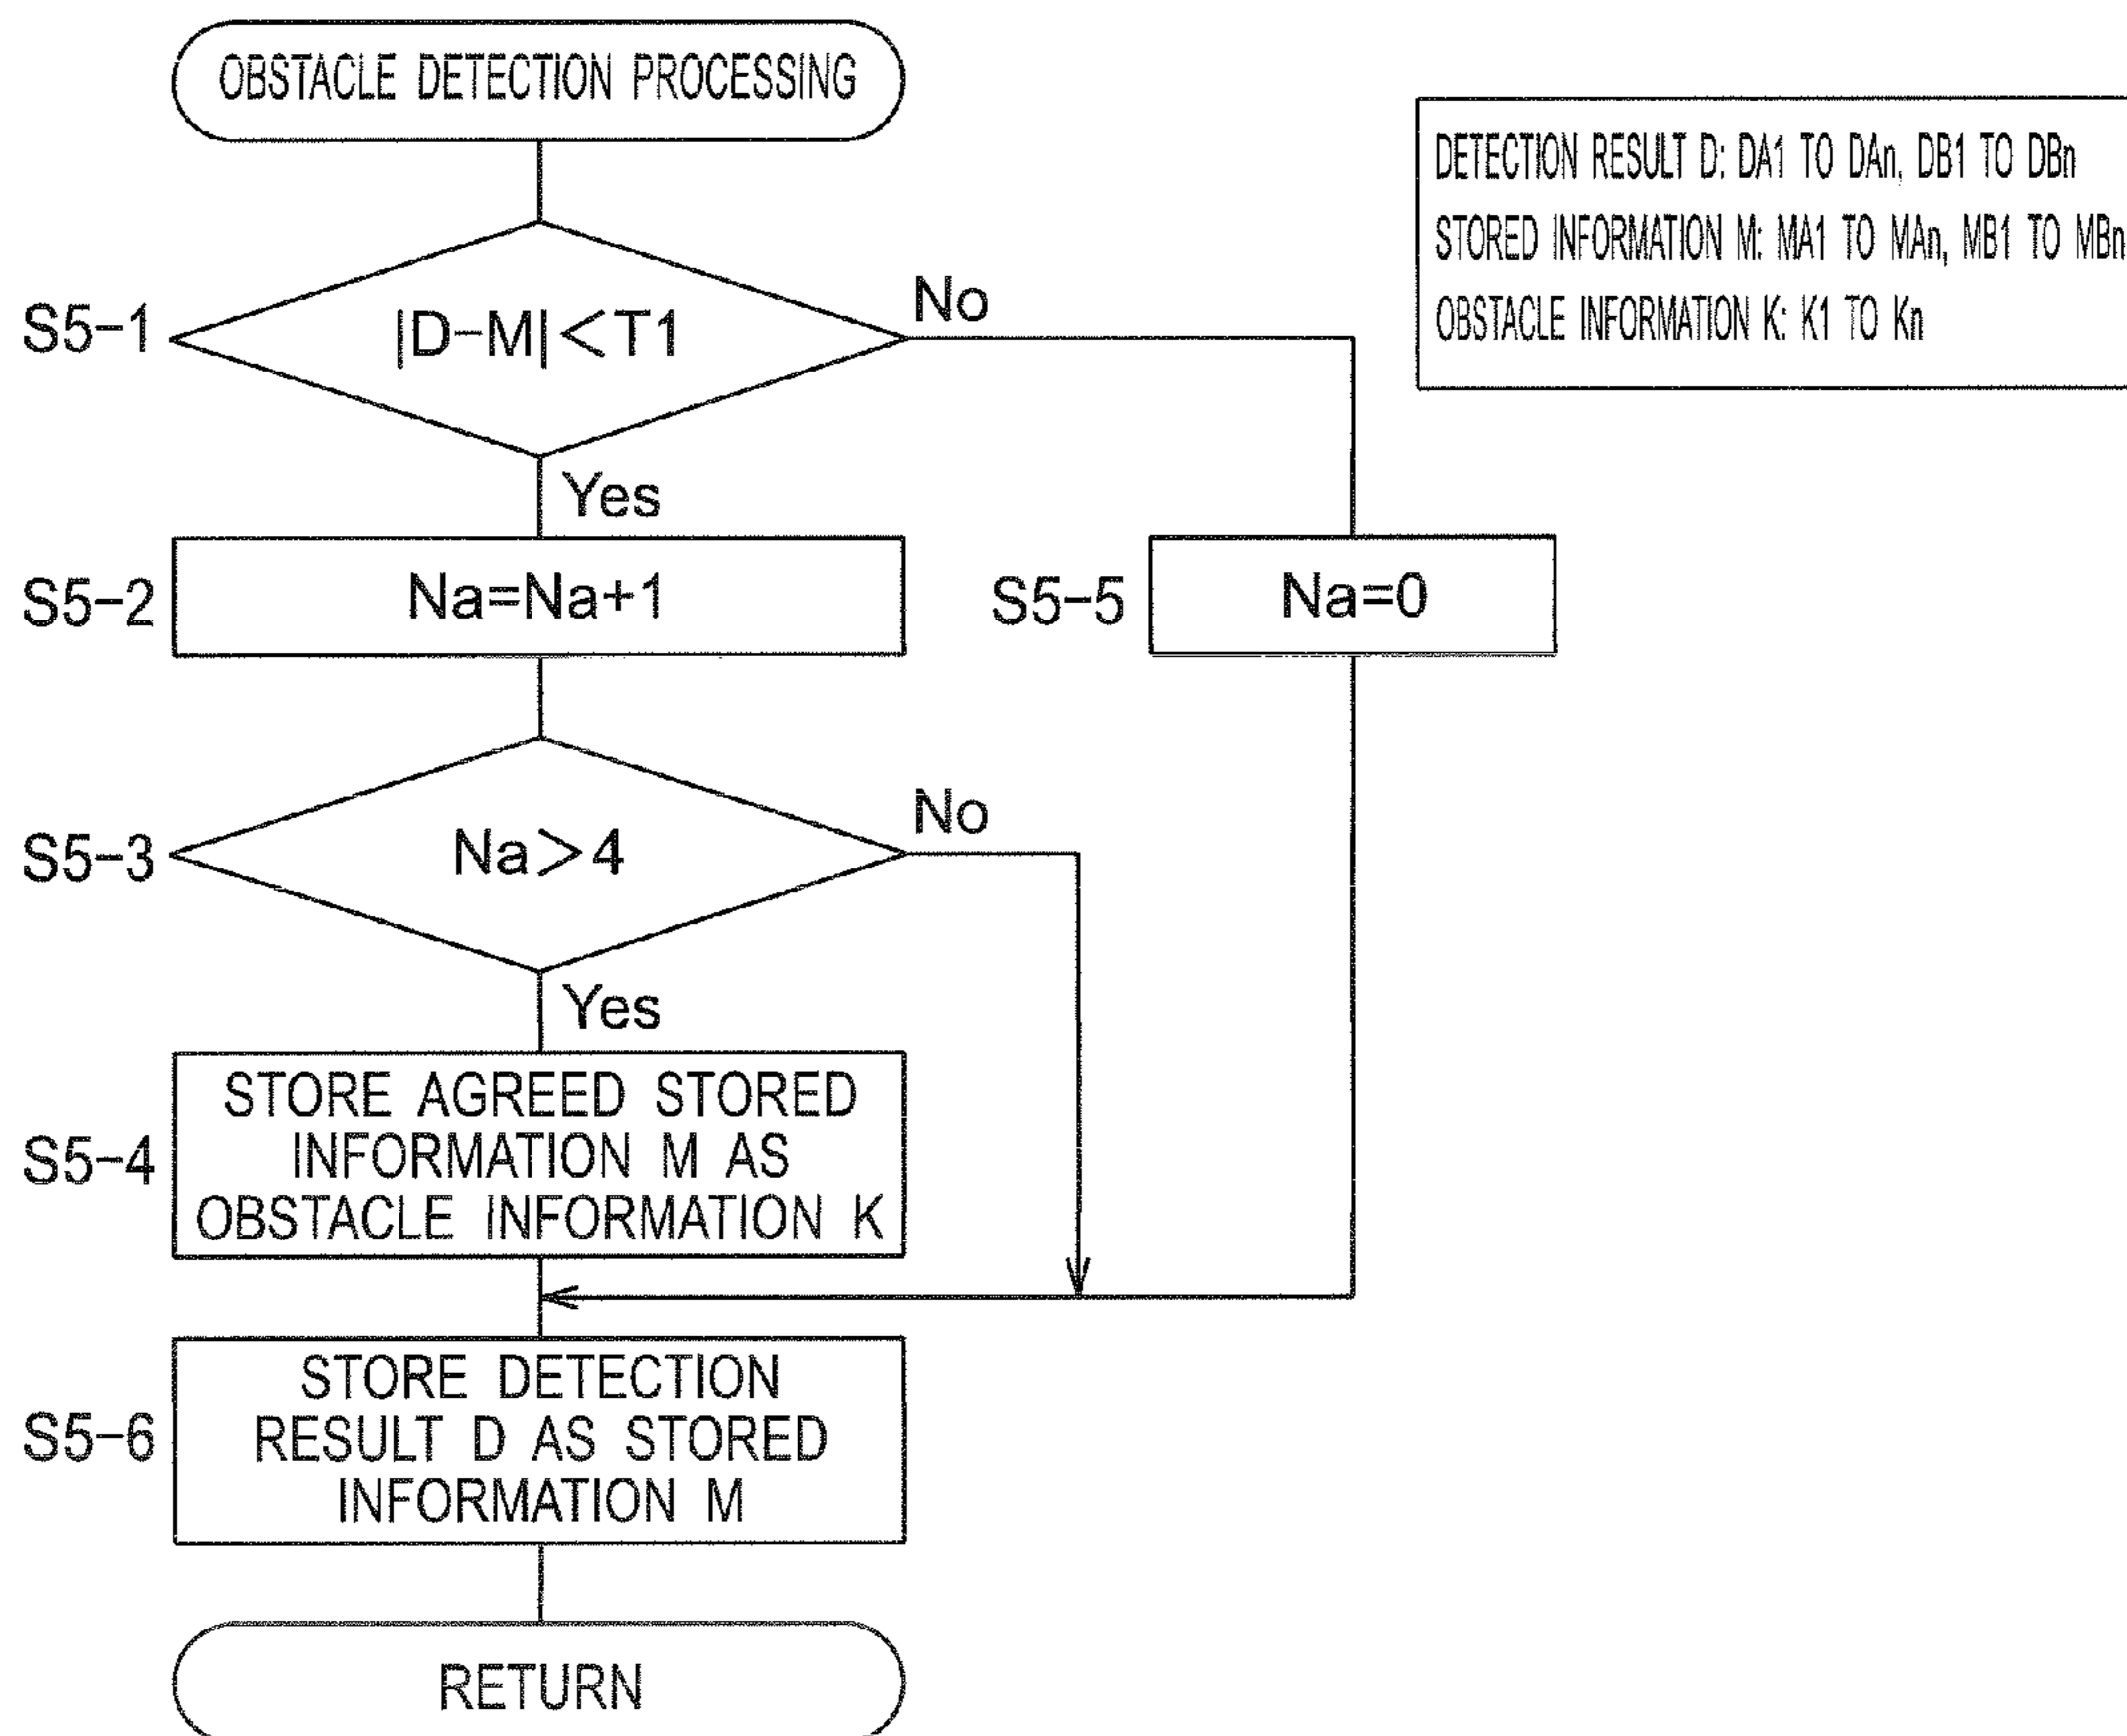 OBSTACLE DETECTION PROCESSING
DETECTION RESULT D: DA1 TO DAn, DB1 TO DBn
STORED INFORMATION M: MA1 TO MAn, MB1 TO MBn
OBSTACLE INFORMATION K: K1 TO Kn
S5-1
|D-M|<T1
No
Yes
S5-2
Na=Na+1
S5-5
Na=0
S5-3
Na>4
No
Yes
S5-4
STORE AGREED STORED
INFORMATION M AS
OBSTACLE INFORMATION K
S5-6
STORE DETECTION
RESULT D AS STORED
INFORMATION M
RETURN